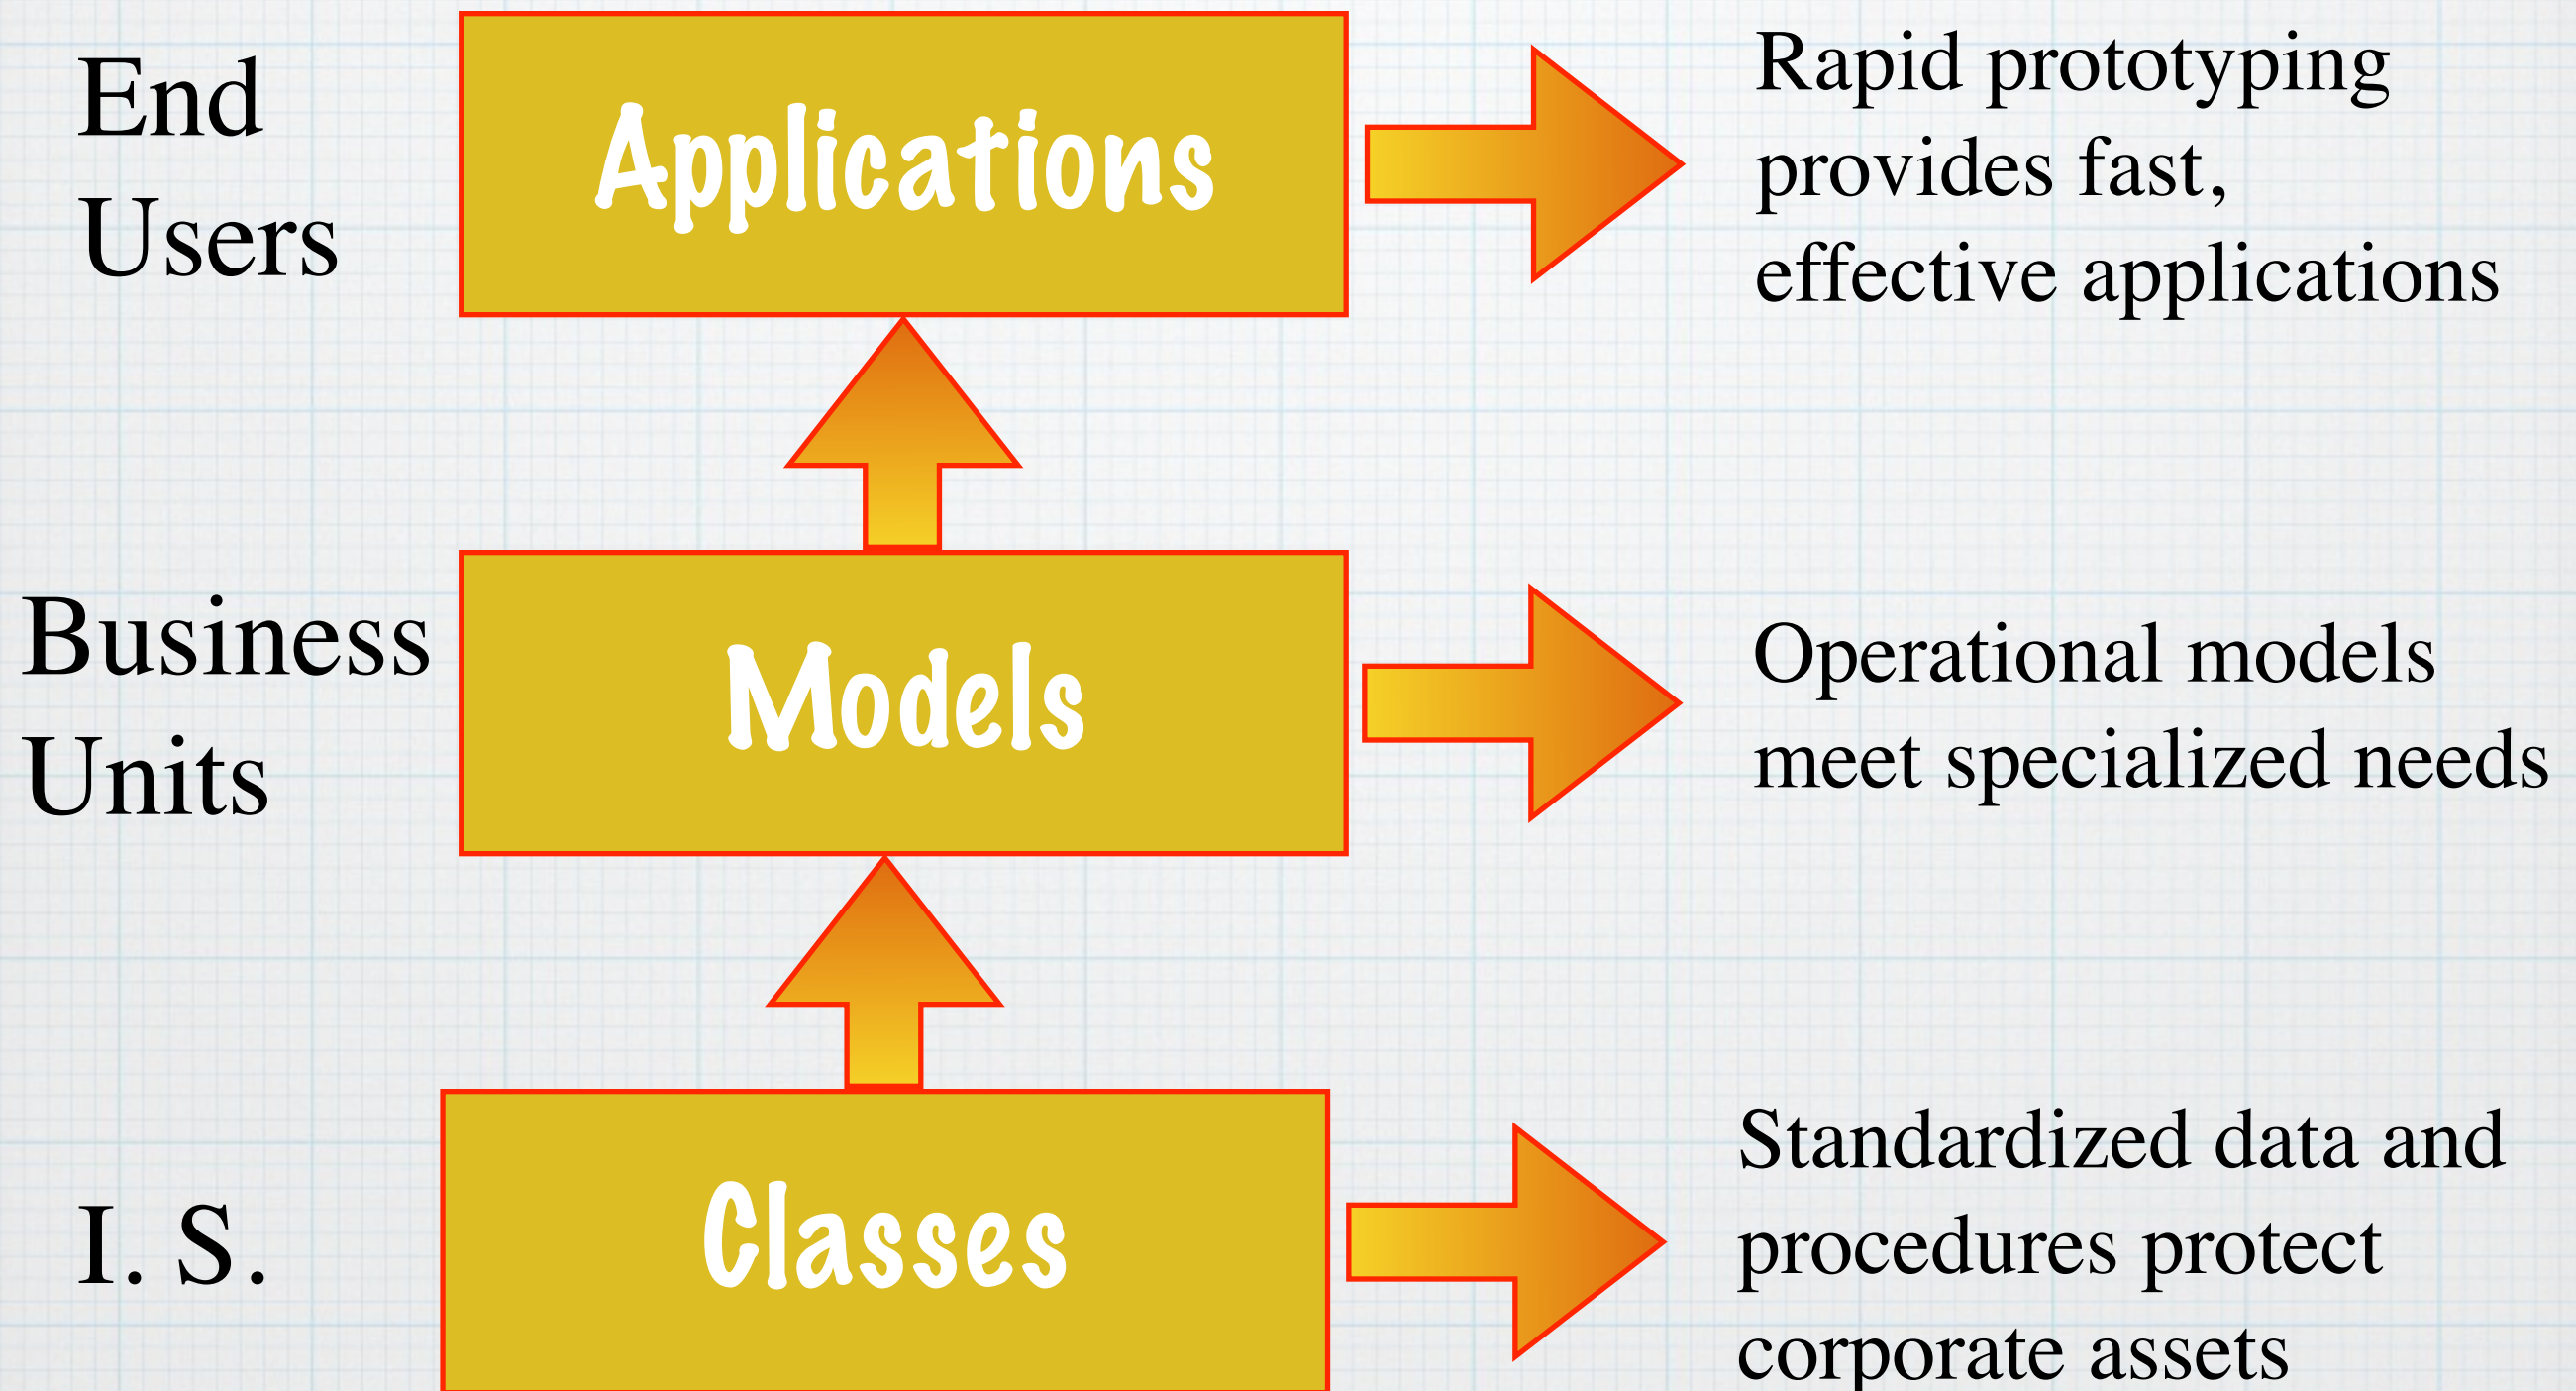 End
Users
Applications
Rapid prototyping
provides fast,
effective applications
Business
Units
Models
Operational models
meet specialized needs
I. S.
Classes
Standardized data and
procedures protect
corporate assets